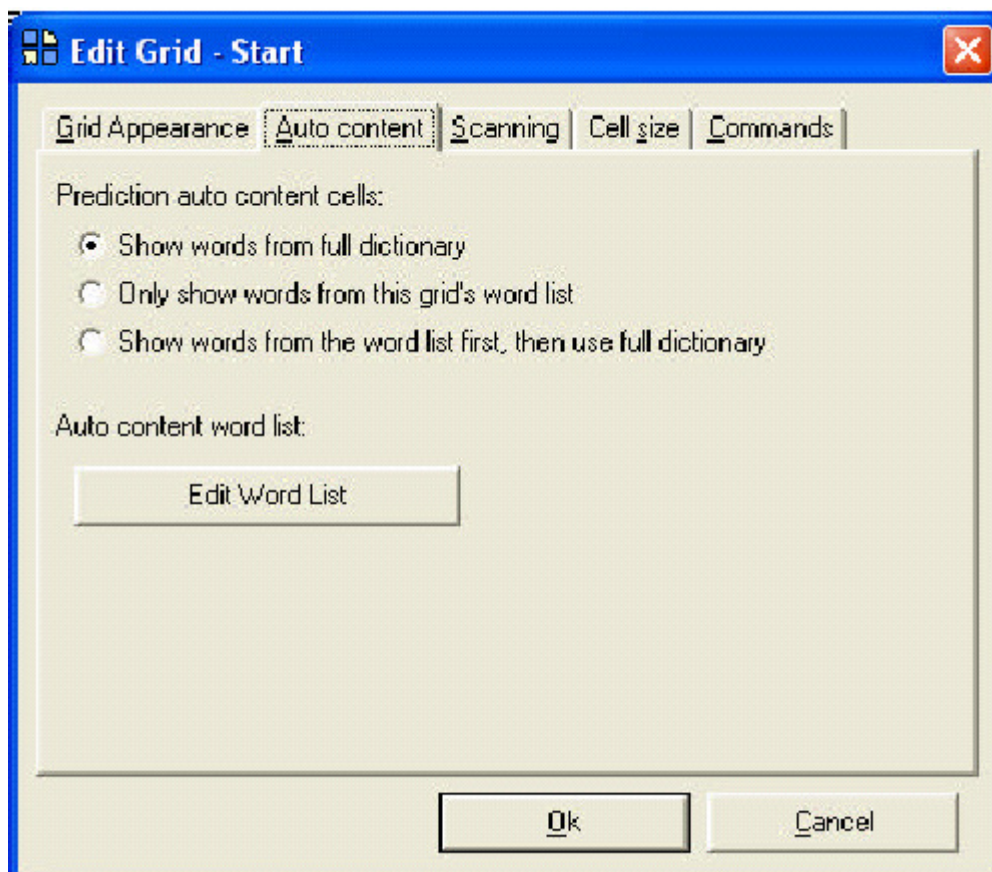 Edit Grid - Start
Grid Appearance Auto content Scanning Cell size Commands
Prediction auto content cells:
Show words from full dictionary
Only show words from this grid's word list
Show words from the word list first, then use full dictionary
Auto content word list:
Edit Word List
Ok Cancel